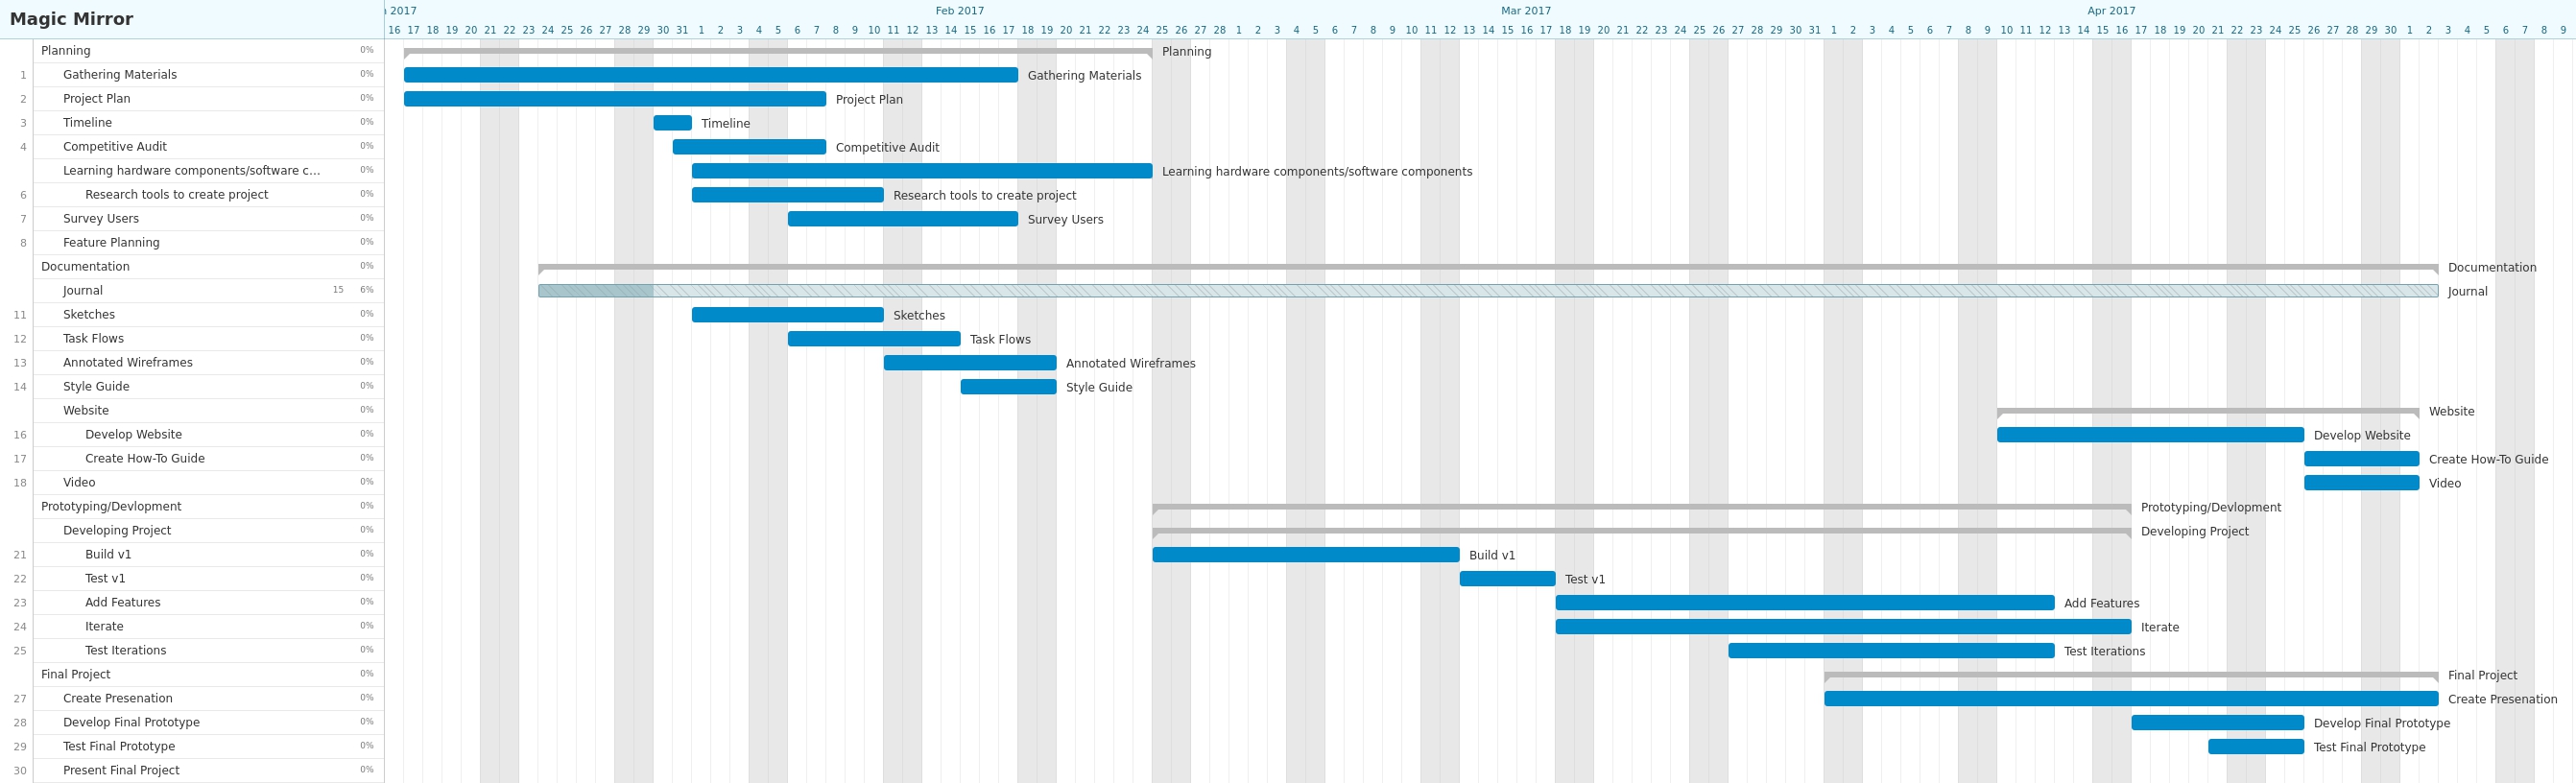 Magic Mirror
n 2017 Feb 2017 Mar 2017 Apr 2017
16 17 18 19 20 21 22 23 24 25 26 27 28 29 30 31 1 2 3 4 5 6 7 8 9 10 11 12 13 14 15 16 17 18 19 20 21 22 23 24 25 26 27 28 1 2 3 4 5 6 7 8 9 10 11 12 13 14 15 16 17 18 19 20 21 22 23 24 25 26 27 28 29 30 31 1 2 3 4 5 6 7 8 9 10 11 12 13 14 15 16 17 18 19 20 21 22 23 24 25 26 27 28 29 30 1 2 3 4 5 6 7 8 9
Planning 0% Planning
1 Gathering Materials 0% Gathering Materials
2 Project Plan 0% Project Plan
3 Timeline 0% Timeline
4 Competitive Audit 0% Competitive Audit
Learning hardware components/software c... 0% Learning hardware components/software components
6 Research tools to create project 0% Research tools to create project
7 Survey Users 0% Survey Users
8 Feature Planning 0%
Documentation 0% Documentation
Journal 15 6% Journal
11 Sketches 0% Sketches
12 Task Flows 0% Task Flows
13 Annotated Wireframes 0% Annotated Wireframes
14 Style Guide 0% Style Guide
Website 0% Website
16 Develop Website 0% Develop Website
17 Create How-To Guide 0% Create How-To Guide
18 Video 0% Video
Prototyping/Devlopment 0% Prototyping/Devlopment
Developing Project 0% Developing Project
21 Build v1 0% Build v1
22 Test v1 0% Test v1
23 Add Features 0% Add Features
24 Iterate 0% Iterate
25 Test Iterations 0% Test Iterations
Final Project 0% Final Project
27 Create Presenation 0% Create Presenation
28 Develop Final Prototype 0% Develop Final Prototype
29 Test Final Prototype 0% Test Final Prototype
30 Present Final Project 0%